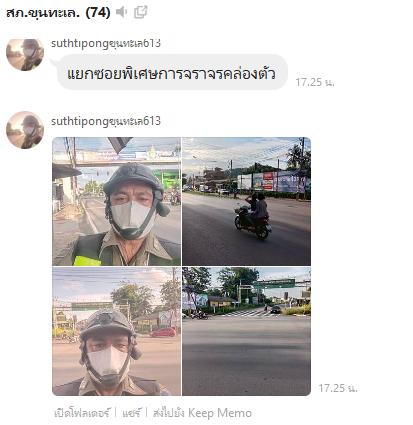 สภ.ขุนทะเล. (74)
suthtipongขุนทะเล613
แยกซอยพิเศษการจราจรคล่องตัว
17.25 น.
suthtipongขุนทะเล613
17.25 น.
เปิดโฟลเดอร์ | แชร์ | ส่งไปยัง Keep Memo